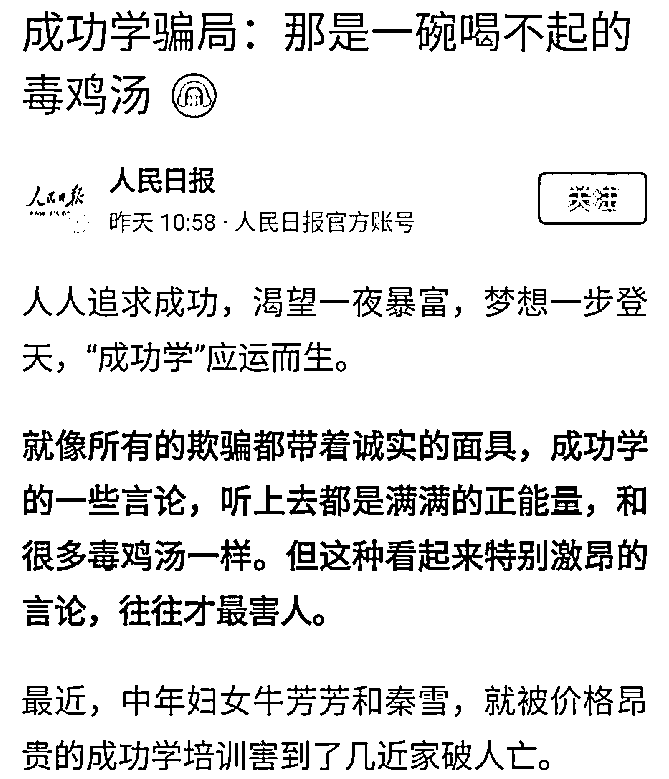 成功学骗局：那是一碗喝不起的
毒鸡汤
人民日报
人民日报
昨天 10:58 · 人民日报官方账号
关注
人人追求成功，渴望一夜暴富，梦想一步登
天，“成功学”应运而生。
就像所有的欺骗都带着诚实的面具，成功学
的一些言论，听上去都是满满的正能量，和
很多毒鸡汤一样。但这种看起来特别激昂的
言论，往往才最害人。
最近，中年妇女牛芳芳和秦雪，就被价格昂
贵的成功学培训害到了几近家破人亡。